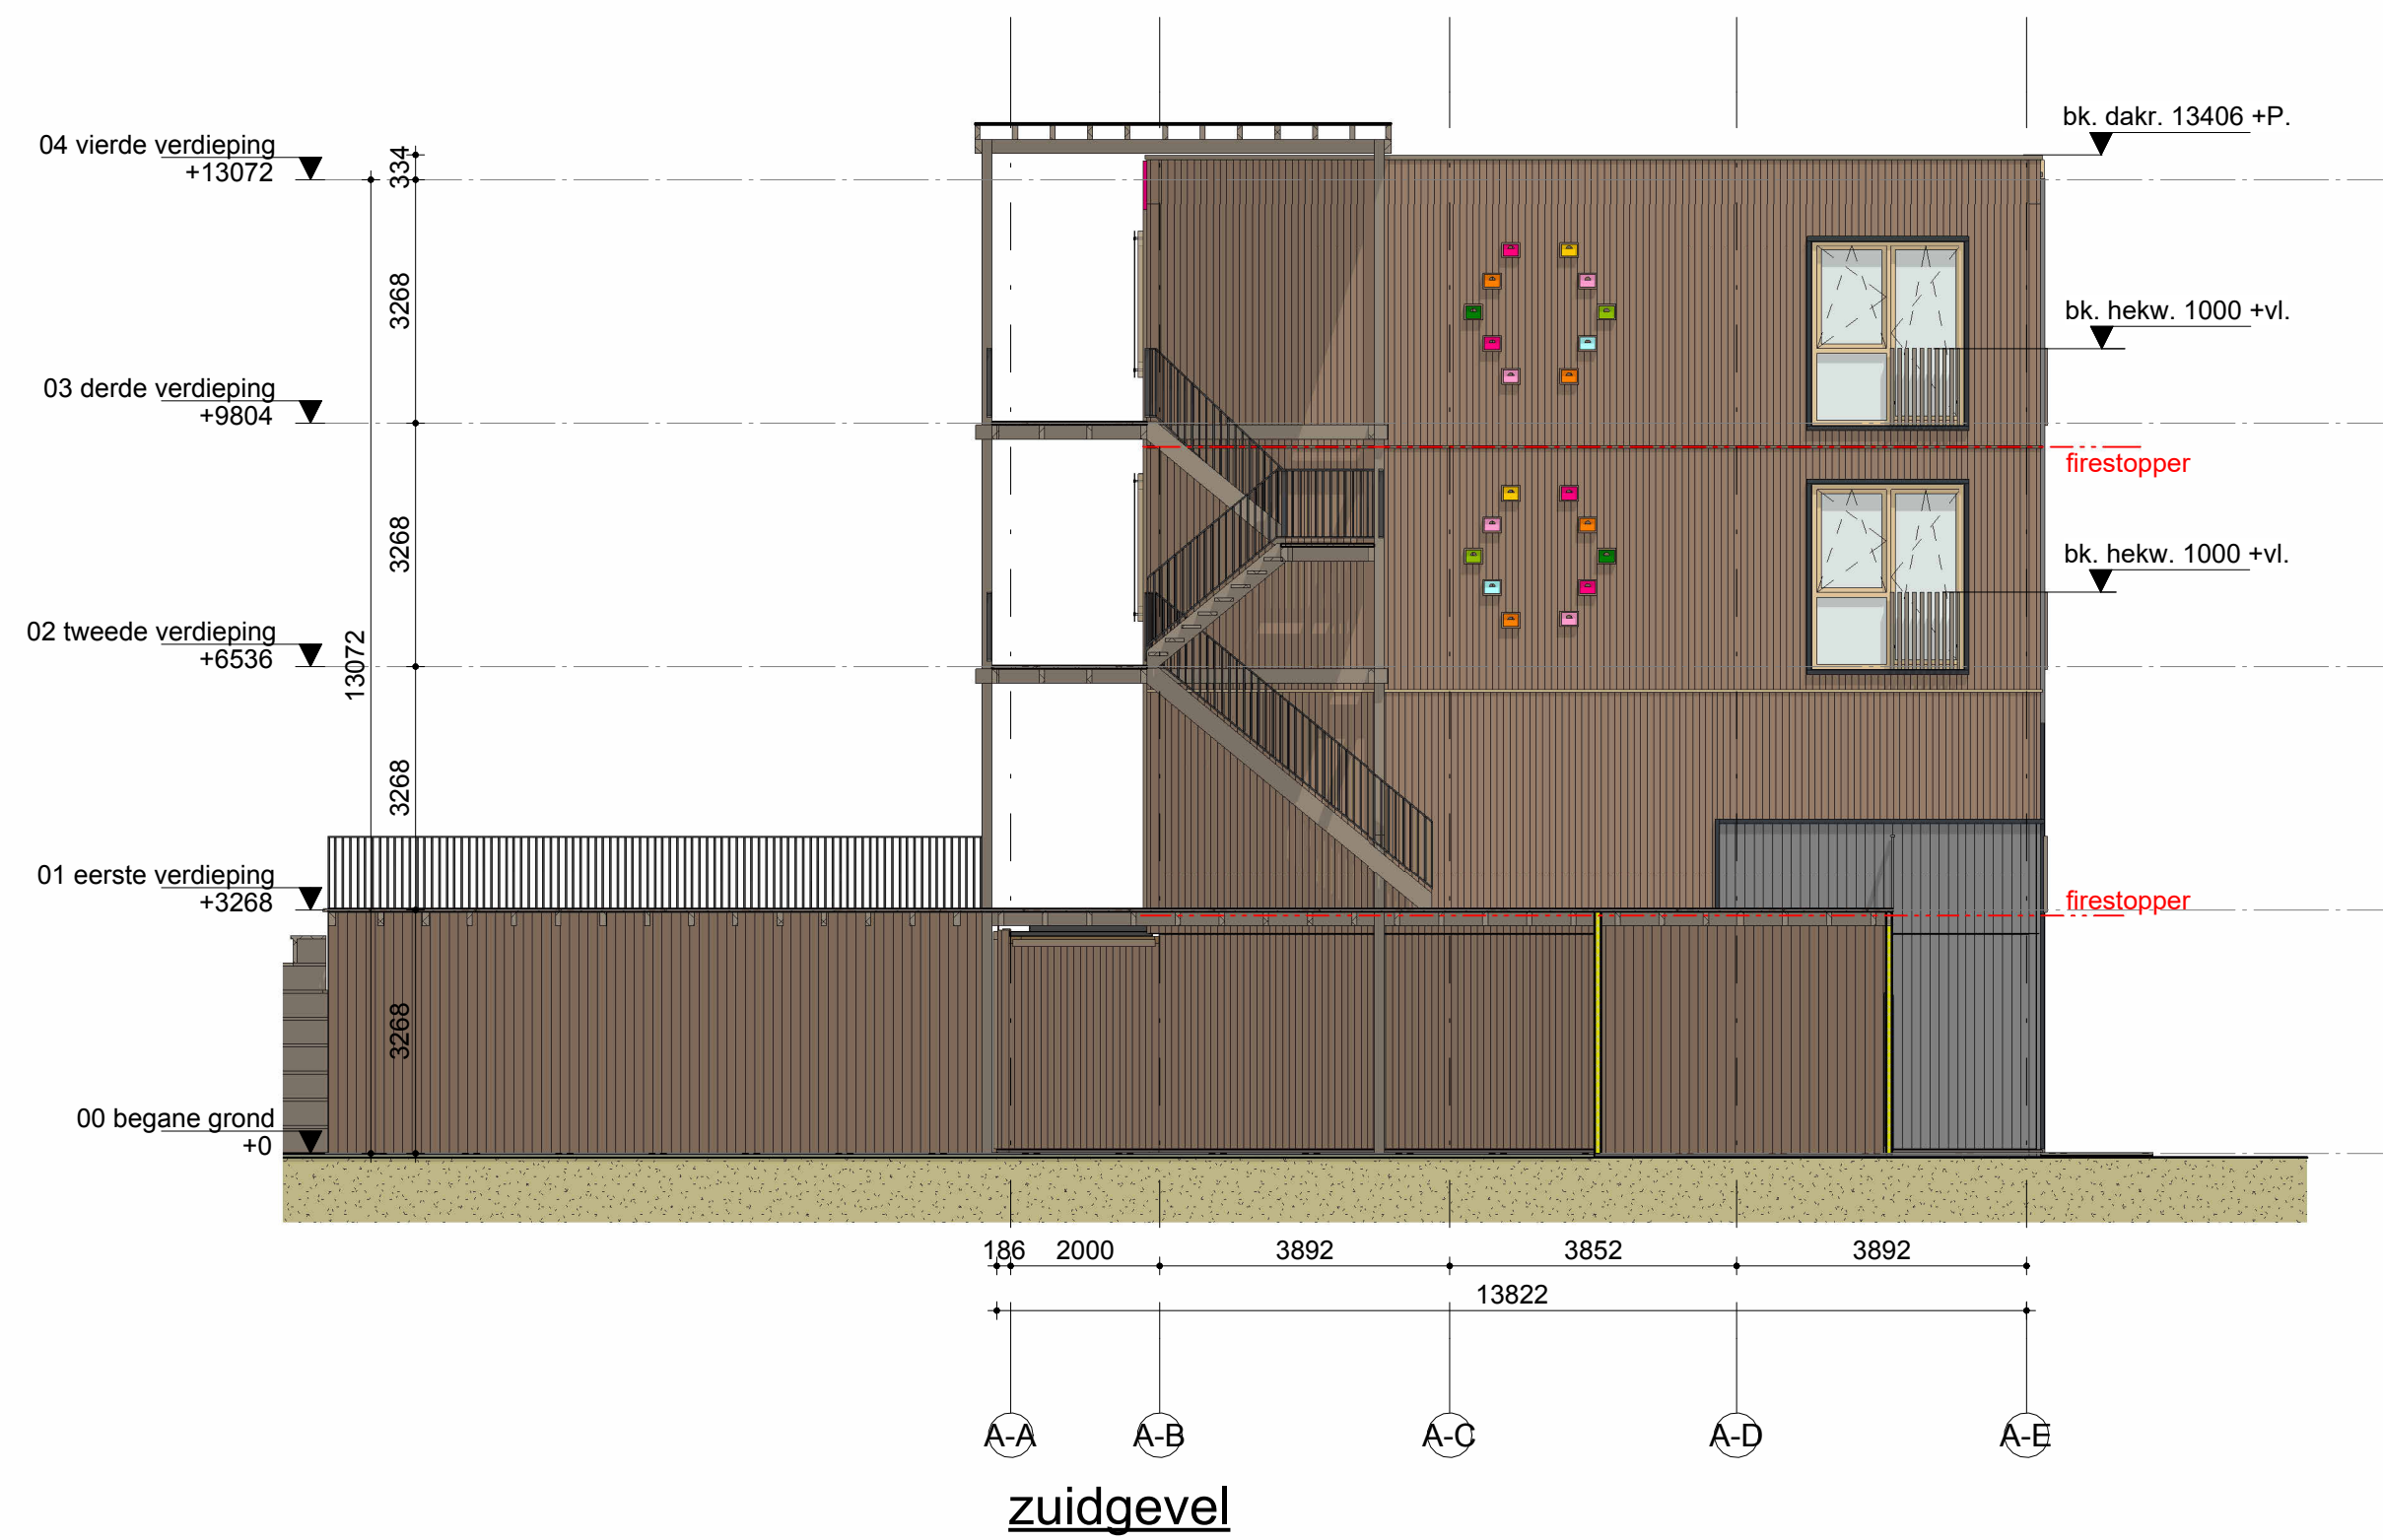 bk. dakr. 13406 +P.
04 vierde verdieping
+13072
334
3268
bk. hekw. 1000 +vl.
03 derde verdieping
+9804
firestopper
3268
bk. hekw. 1000 +vl.
02 tweede verdieping
+6536
13072
3268
01 eerste verdieping
+3268
firestopper
3268
00 begane grond
+0
186 2000 3892 3852 3892
13822
A-A A-B A-C A-D A-E
zuidgevel